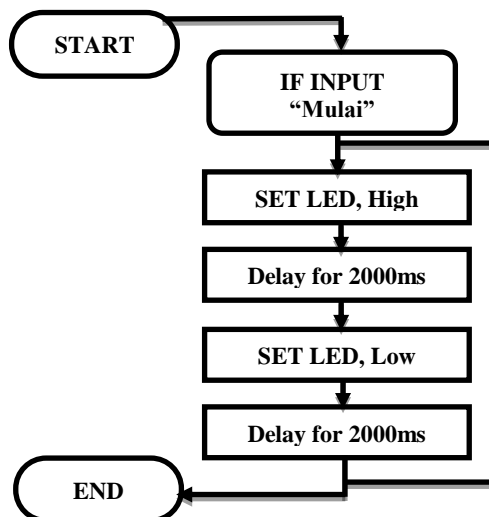 START
IF INPUT
“Mulai”
SET LED, High
Delay for 2000ms
SET LED, Low
Delay for 2000ms
END